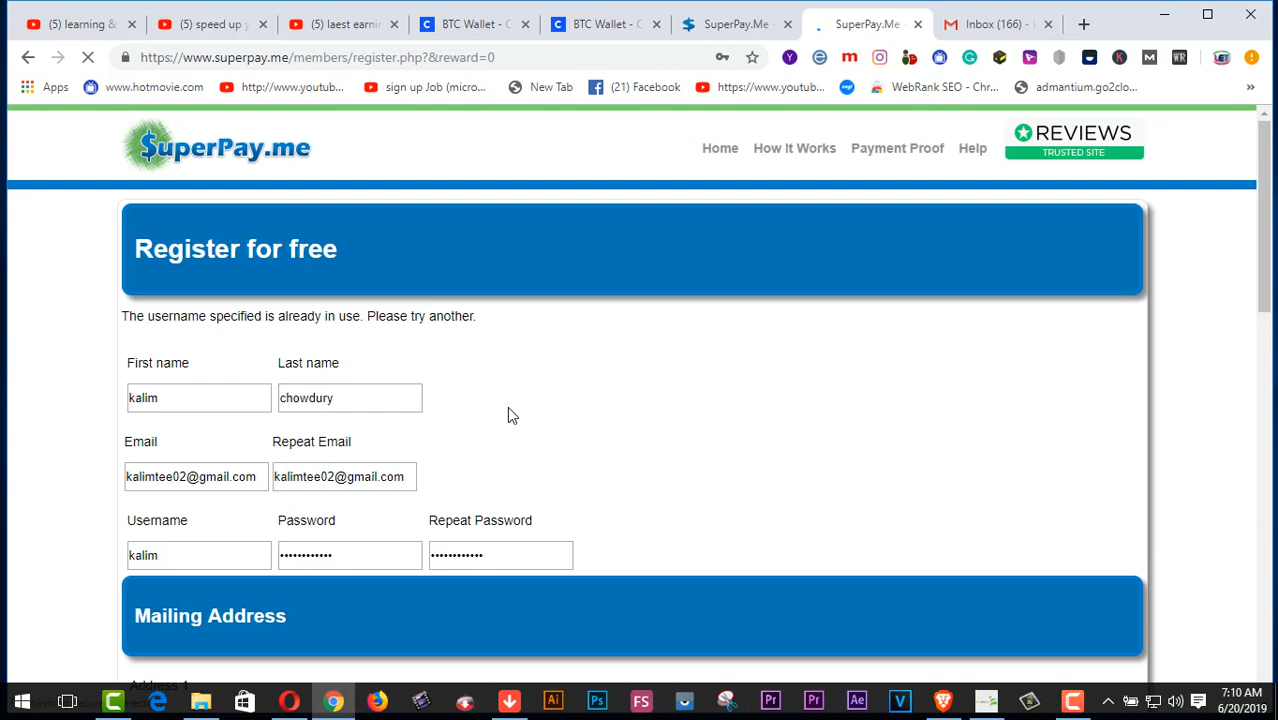 (5) learning &
(5) speed up y
(5) laest earnin
BTC Wallet - C
BTC Wallet - C
SuperPay.Me -
SuperPay.Me -
Inbox (166) -
https://www.superpay.me/members/register.php?&reward=0
Apps
www.hotmovie.com
http://www.youtub...
sign up Job (micro...
New Tab
(21) Facebook
https://www.youtub...
WebRank SEO - Chr...
admantium.go2clo...
$uperPay.me
Home
How It Works
Payment Proof
Help
REVIEWS
TRUSTED SITE
Register for free
The username specified is already in use. Please try another.
First name
Last name
kalim
chowdury
Email
Repeat Email
kalimtee02@gmail.com
kalimtee02@gmail.com
Username
Password
Repeat Password
kalim
••••••••••••
••••••••••••
Mailing Address
Address 1
7:10 AM
6/20/2019